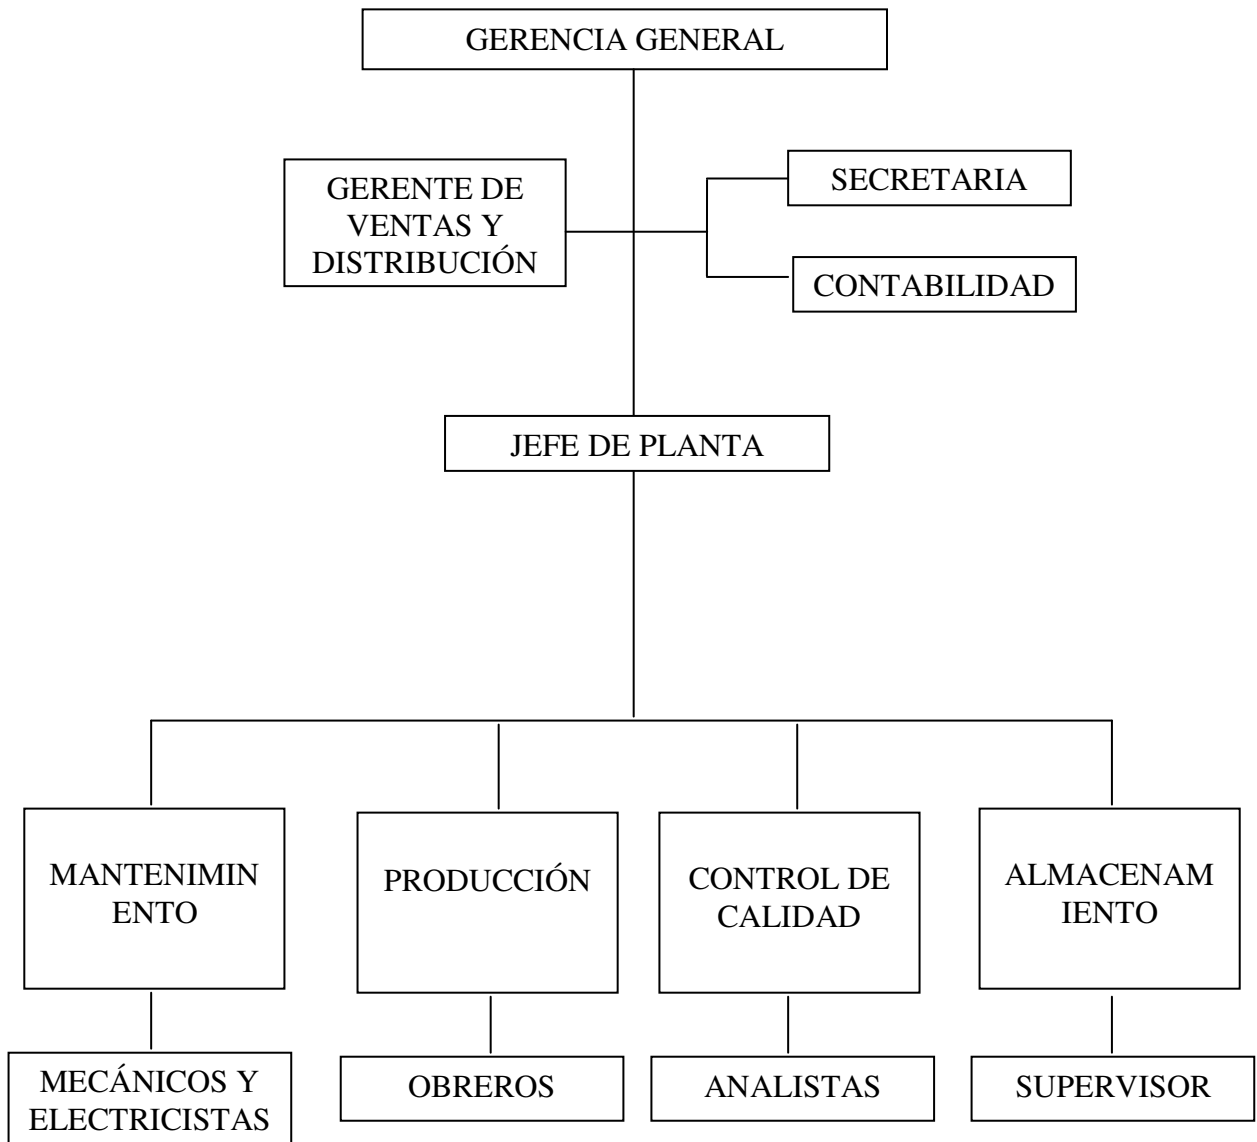 GERENCIA GENERAL
GERENTE DE
VENTAS Y
DISTRIBUCIÓN
SECRETARIA
CONTABILIDAD
JEFE DE PLANTA
MANTENIMIN
ENTO
PRODUCCIÓN
CONTROL DE
CALIDAD
ALMACENAM
IENTO
MECÁNICOS Y
ELECTRICISTAS
OBREROS
ANALISTAS
SUPERVISOR